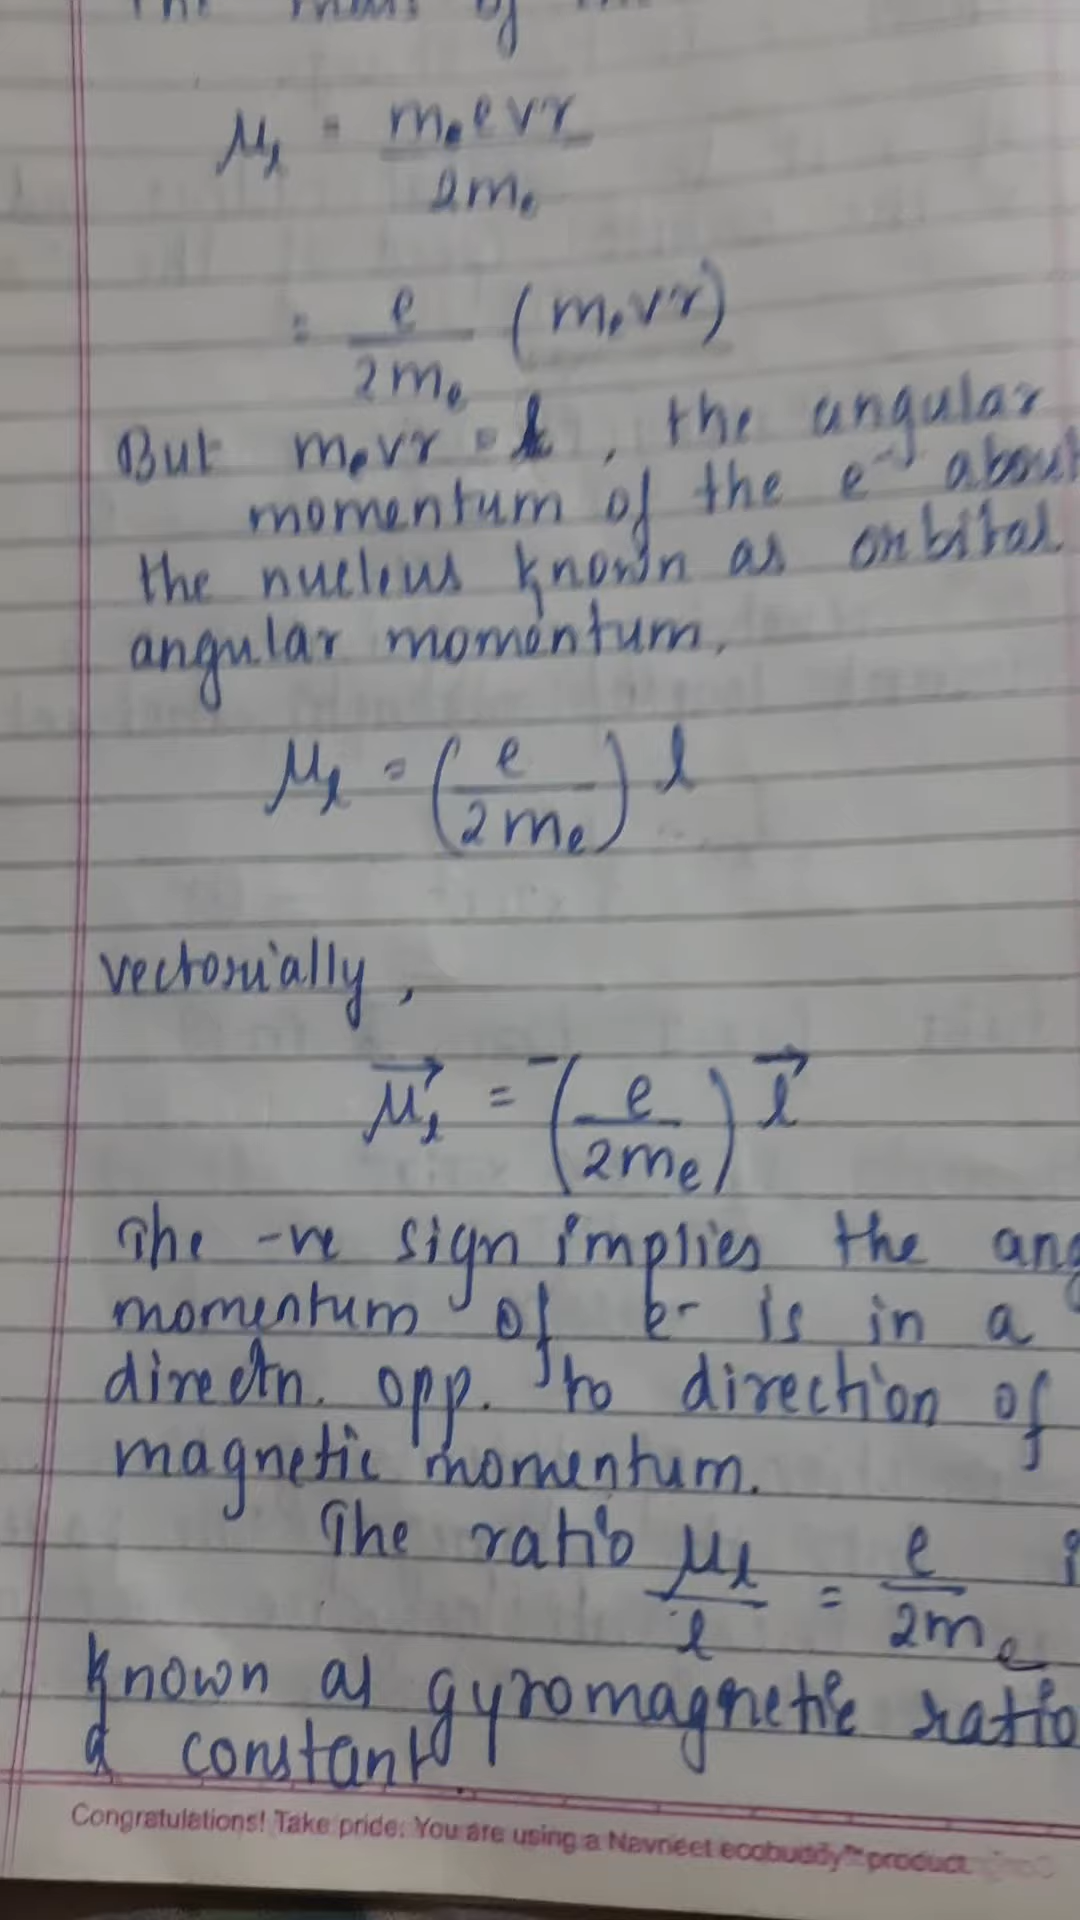 of
μₗ = mₑevr / 2mₑ
= e / 2mₑ (mₑvr)
But mₑvr = l, the angular
momentum of the e⁻ about
the nucleus known as orbital
angular momentum.
μₗ = (e / 2mₑ) l
vectorially,
μₗ→ = -(e / 2mₑ) l→
The -ve sign implies the ang
momentum of e- is in a
directn. opp. to direction of
magnetic momentum.
The ratio μₗ / l = e / 2mₑ i
known as gyromagnetic ratio
& constant
Congratulations! Take pride. You are using a Navneet ecobuddy™ product